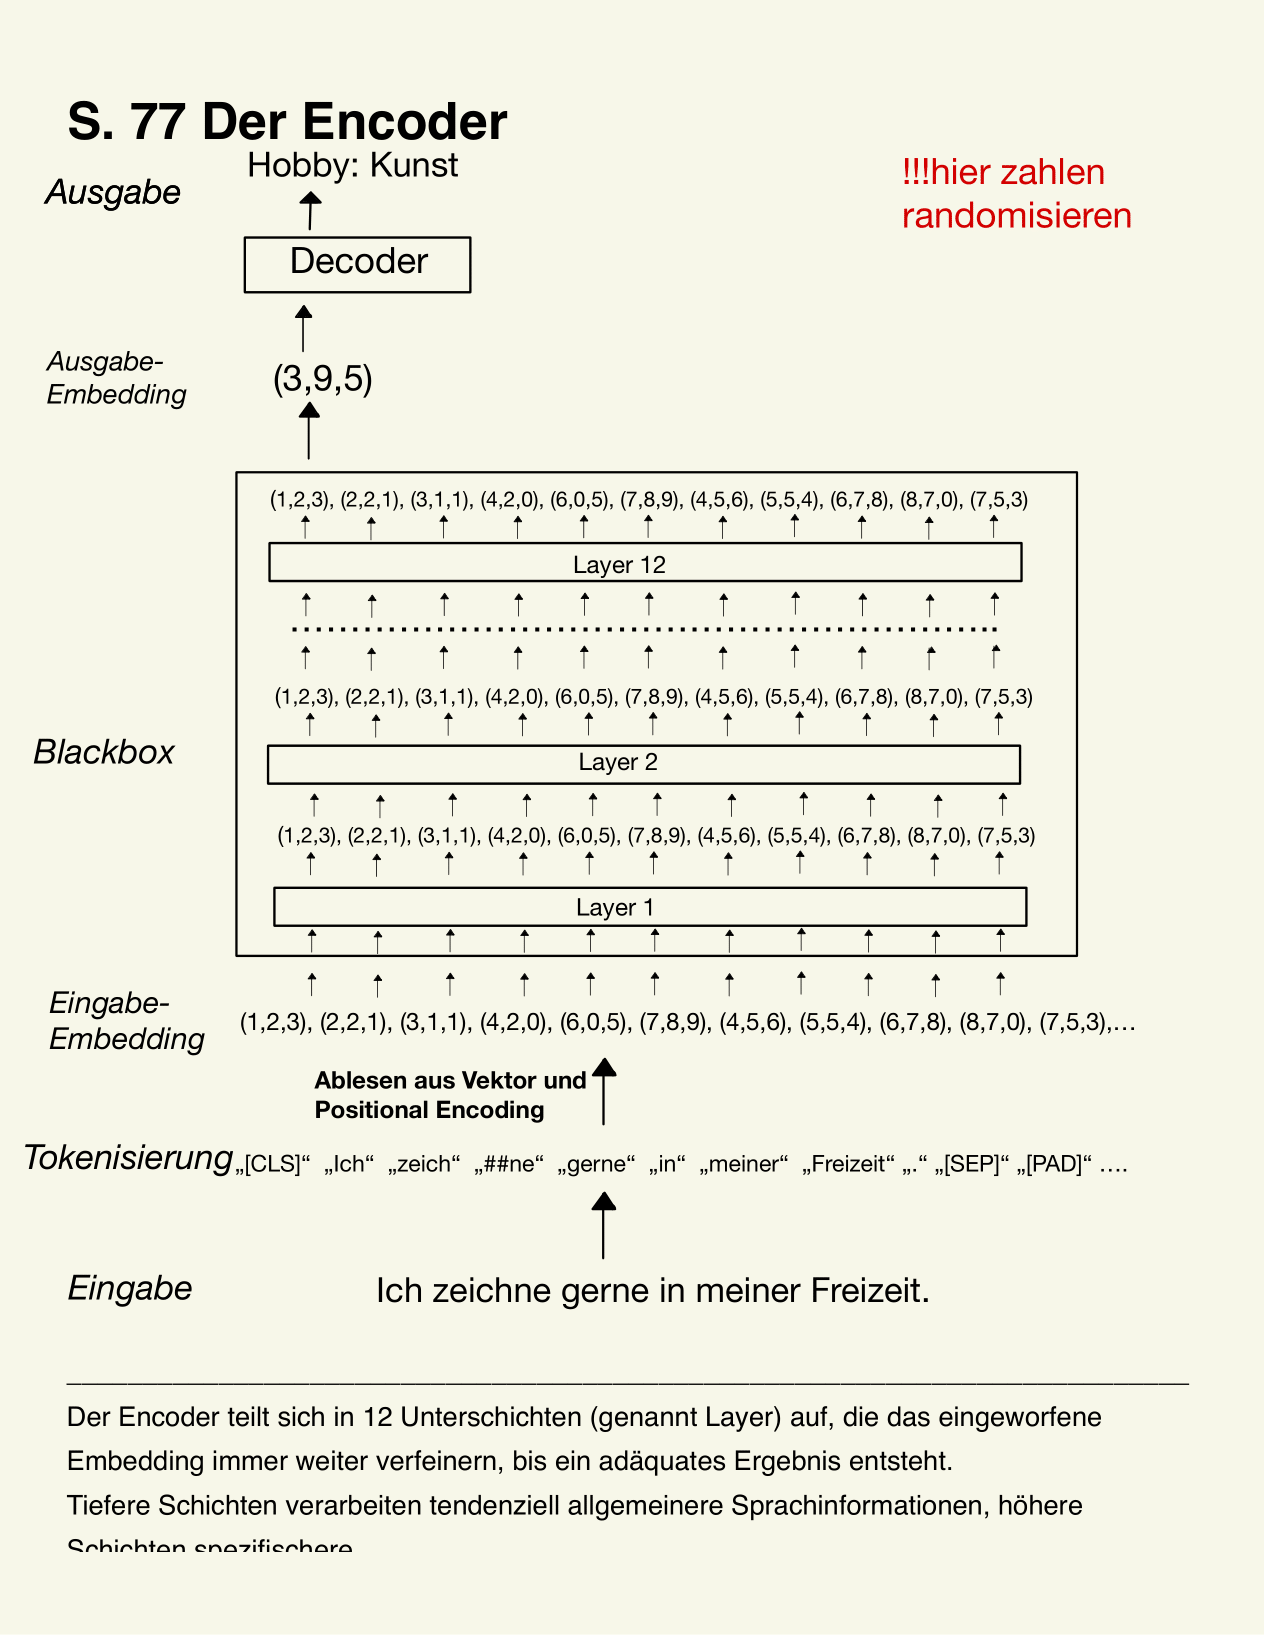 S. 77 Der Encoder
Hobby: Kunst
Ausgabe
!!!hier zahlen
randomisieren
Decoder
Ausgabe-
Embedding
(3,9,5)
(1,2,3), (2,2,1), (3,1,1), (4,2,0), (6,0,5), (7,8,9), (4,5,6), (5,5,4), (6,7,8), (8,7,0), (7,5,3)
Layer 12
(1,2,3), (2,2,1), (3,1,1), (4,2,0), (6,0,5), (7,8,9), (4,5,6), (5,5,4), (6,7,8), (8,7,0), (7,5,3)
Blackbox
Layer 2
(1,2,3), (2,2,1), (3,1,1), (4,2,0), (6,0,5), (7,8,9), (4,5,6), (5,5,4), (6,7,8), (8,7,0), (7,5,3)
Layer 1
Eingabe-
Embedding
(1,2,3), (2,2,1), (3,1,1), (4,2,0), (6,0,5), (7,8,9), (4,5,6), (5,5,4), (6,7,8), (8,7,0), (7,5,3),…
Ablesen aus Vektor und
Positional Encoding
Tokenisierung „[CLS]“ „Ich“ „zeich“ „##ne“ „gerne“ „in“ „meiner“ „Freizeit“ „.“ „[SEP]“ „[PAD]“ ….
Eingabe
Ich zeichne gerne in meiner Freizeit.
Der Encoder teilt sich in 12 Unterschichten (genannt Layer) auf, die das eingeworfene
Embedding immer weiter verfeinern, bis ein adäquates Ergebnis entsteht.
Tiefere Schichten verarbeiten tendenziell allgemeinere Sprachinformationen, höhere
Schichten spezifischere